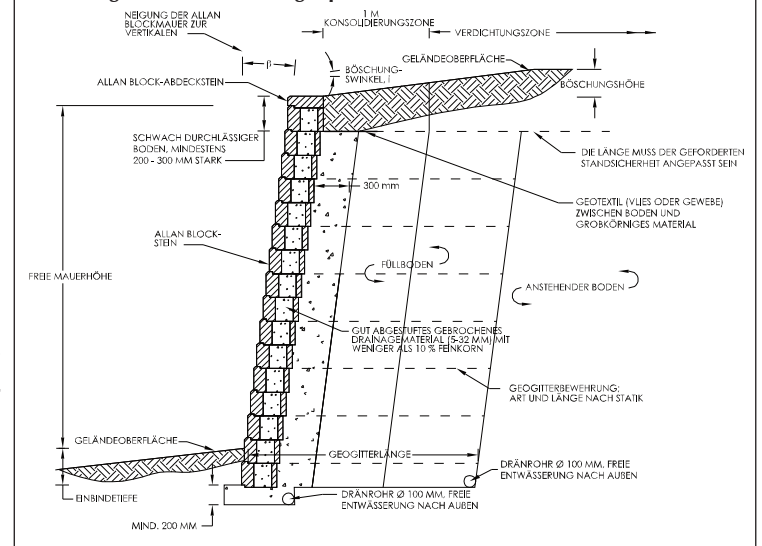 NEIGUNG DER ALLAN
BLOCKMAUER ZUR
VERTIKALEN
1 M.
KONSOLIDIERUNGSZONE
VERDICHTUNGSZONE
β
BÖSCHUNG-
SWINKEL, i
GELÄNDEOBERFLÄCHE
BÖSCHUNGSHÖHE
ALLAN BLOCK-ABDECKSTEIN
SCHWACH DURCHLÄSSIGER
BODEN, MINDESTENS
200 - 300 MM STARK
DIE LÄNGE MUSS DER GEFORDERTEN
STANDSICHERHEIT ANGEPASST SEIN
300 mm
GEOTEXTIL (VLIES ODER GEWEBE)
ZWISCHEN BODEN UND
GROBKÖRNIGES MATERIAL
ALLAN BLOCK-
STEIN
FREIE MAUERHÖHE
FÜLLBODEN
ANSTEHENDER BODEN
GUT ABGESTUFTES GEBROCHENES
DRAINAGEMATERIAL (5-32 MM) MIT
WENIGER ALS 10 % FEINKORN
GEOGITTERBEWEHRUNG;
ART UND LÄNGE NACH STATIK
GELÄNDEOBERFLÄCHE
GEOGITTERLÄNGE
EINBINDETIEFE
DRÄNROHR Ø 100 MM, FREIE
ENTWÄSSERUNG NACH AUßEN
DRÄNROHR Ø 100 MM, FREIE
ENTWÄSSERUNG NACH AUßEN
MIND. 200 MM